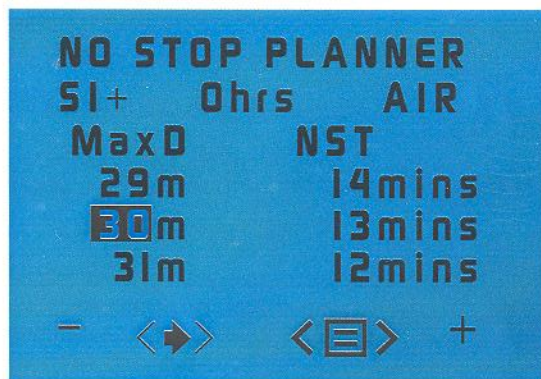 NO STOP PLANNER
SI+ 0hrs AIR
MaxD NST
29m 14mins
30m 13mins
31m 12mins
- < > < > +